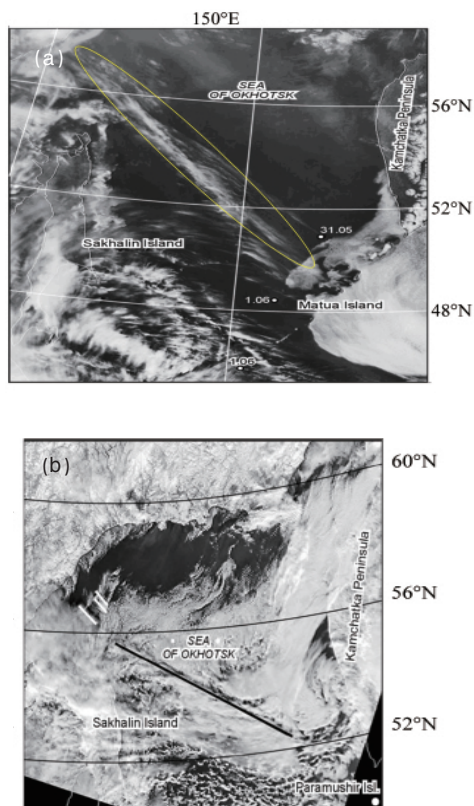 150°E
(a)
SEA
OF OKHOTSK
56°N
Kamchatka Peninsula
52°N
31.05
Sakhalin Island
1.06
Matua Island
48°N
1.06
(b)
60°N
Kamchatka Peninsula
56°N
SEA
OF OKHOTSK
Sakhalin Island
52°N
Paramushir Isl.